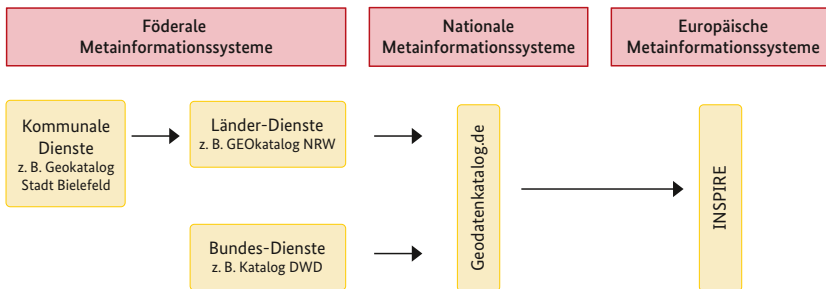 Föderale
Metainformationssysteme
Nationale
Metainformationssysteme
Europäische
Metainformationssysteme
Kommunale
Dienste
z. B. Geokatalog
Stadt Bielefeld
Länder-Dienste
z. B. GEOkatalog NRW
Bundes-Dienste
z. B. Katalog DWD
Geodatenkatalog.de
INSPIRE